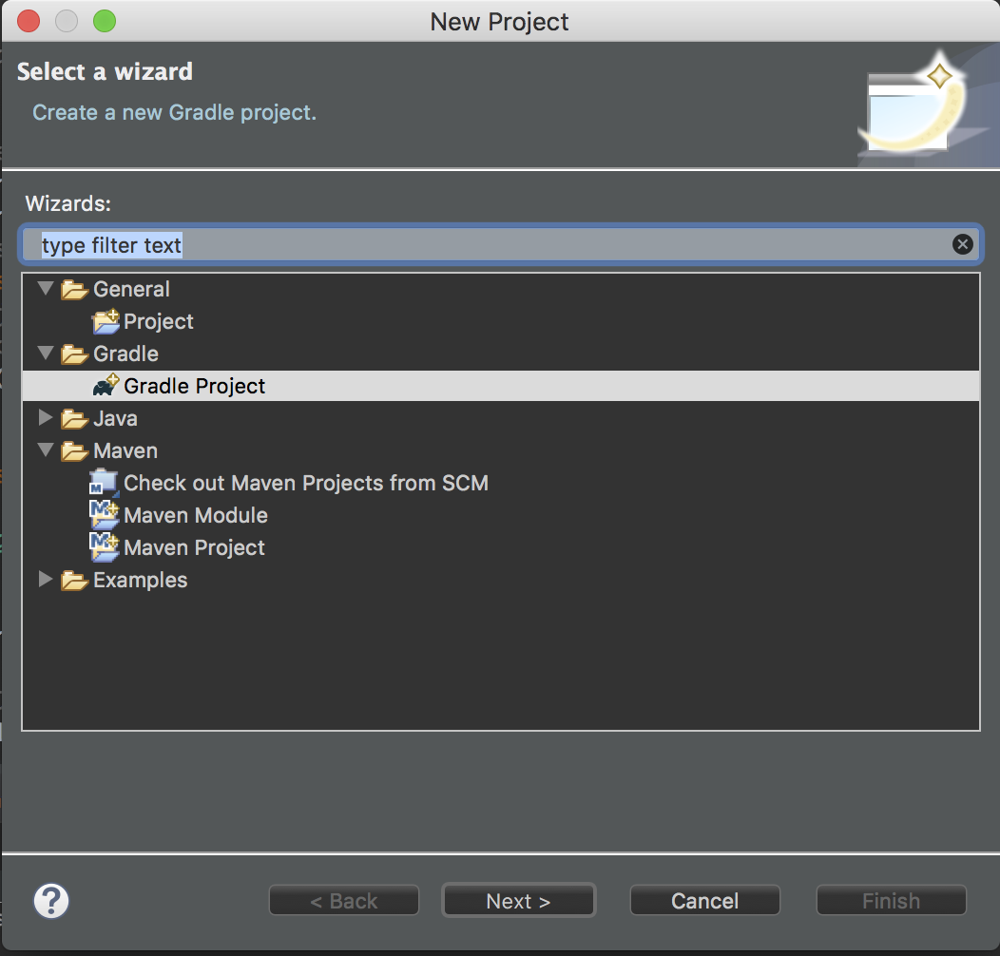 New Project
Select a wizard
Create a new Gradle project.
Wizards:
type filter text
General
Project
Gradle
Gradle Project
Java
Maven
Check out Maven Projects from SCM
Maven Module
Maven Project
Examples
?
< Back Next > Cancel Finish